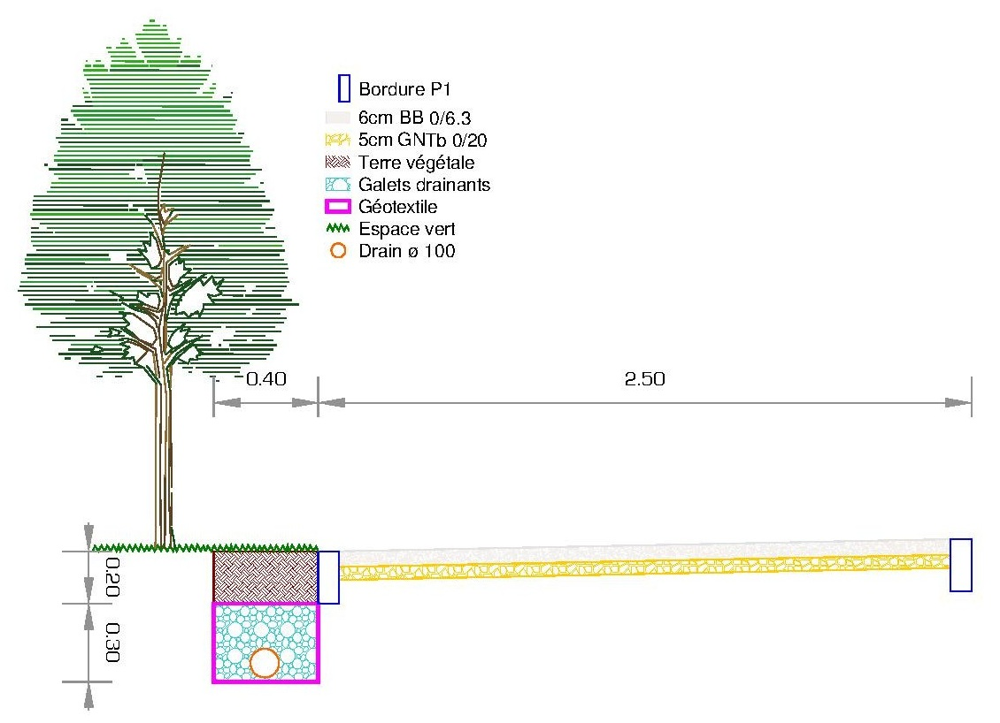 Bordure P1
6cm BB 0/6.3
5cm GNTb 0/20
Terre végétale
Galets drainants
Géotextile
Espace vert
Drain ø 100
0.40
2.50
0.20
0.30